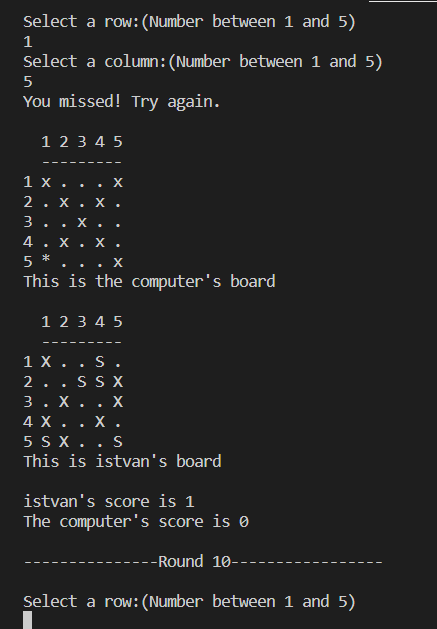 Select a row:(Number between 1 and 5)
1
Select a column:(Number between 1 and 5)
5
You missed! Try again.

  1 2 3 4 5
  ---------
1 x . . . x
2 . x . x .
3 . . x . .
4 . x . x .
5 * . . . x
This is the computer's board

  1 2 3 4 5
  ---------
1 X . . S .
2 . . S S X
3 . X . . X
4 X . . X .
5 S X . . S
This is istvan's board

istvan's score is 1
The computer's score is 0

---------------Round 10-----------------

Select a row:(Number between 1 and 5)